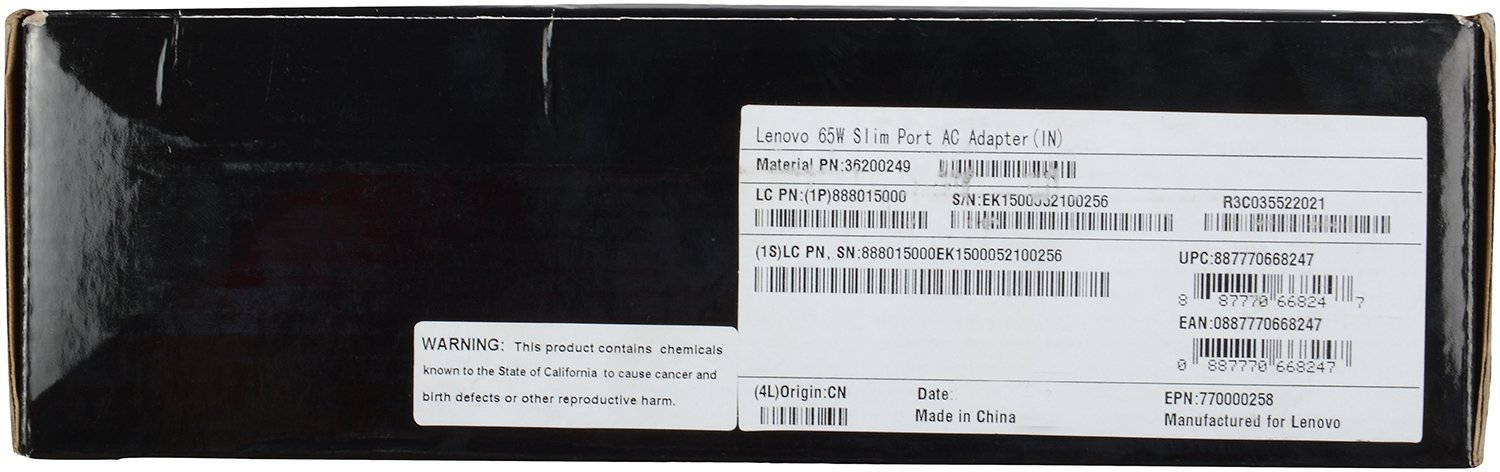 Lenovo 65W Slim Port AC Adapter(IN)
Material PN:36200249
LC PN:(1P)888015000 S/N:EK1500052100256 R3C035522021
(1S)LC PN, SN:888015000EK1500052100256 UPC:887770668247
8 87770 66824 7
EAN:0887770668247
0 887770 668247
(4L)Origin:CN Date: EPN:770000258
Made in China Manufactured for Lenovo
WARNING: This product contains chemicals
known to the State of California to cause cancer and
birth defects or other reproductive harm.